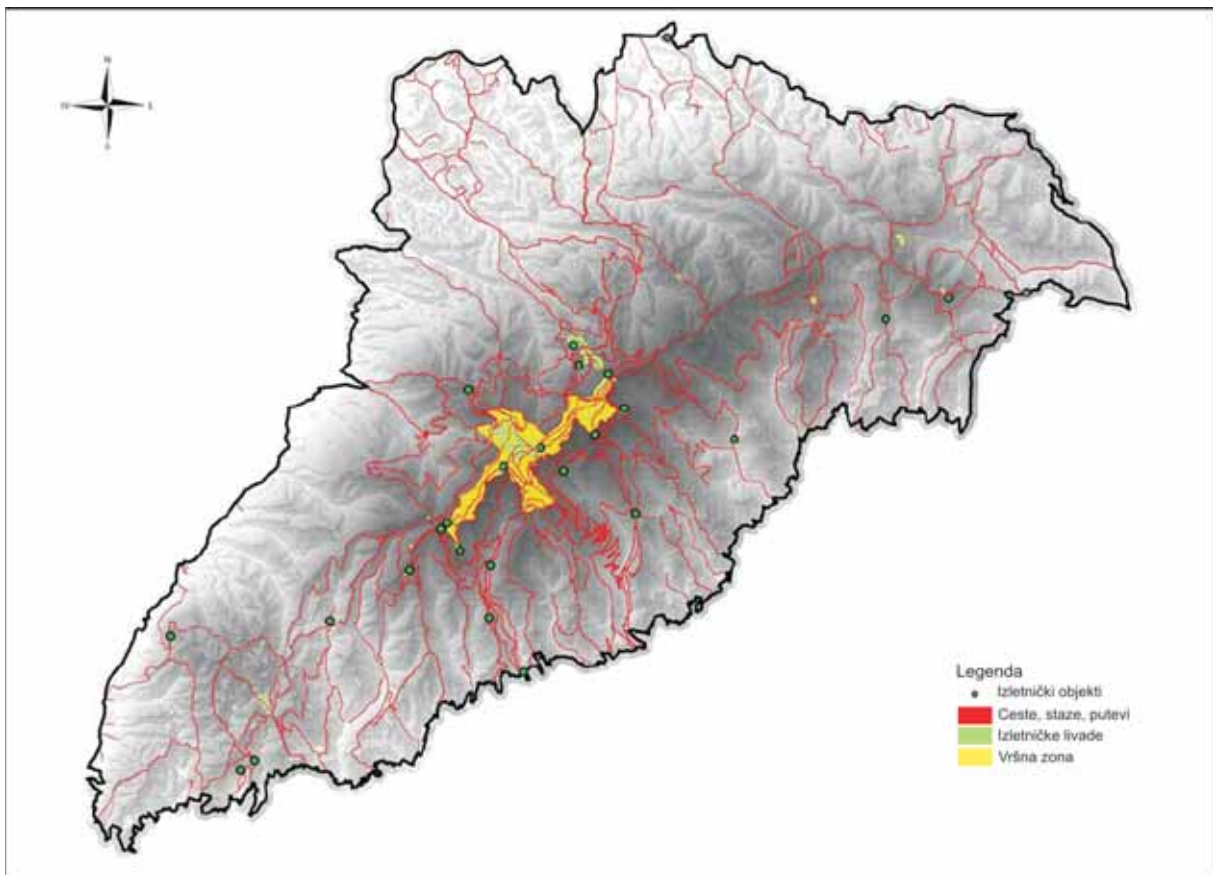 N
E
Legenda
Izletnički objekti
Ceste, staze, putevi
Izletničke livade
Vršna zona